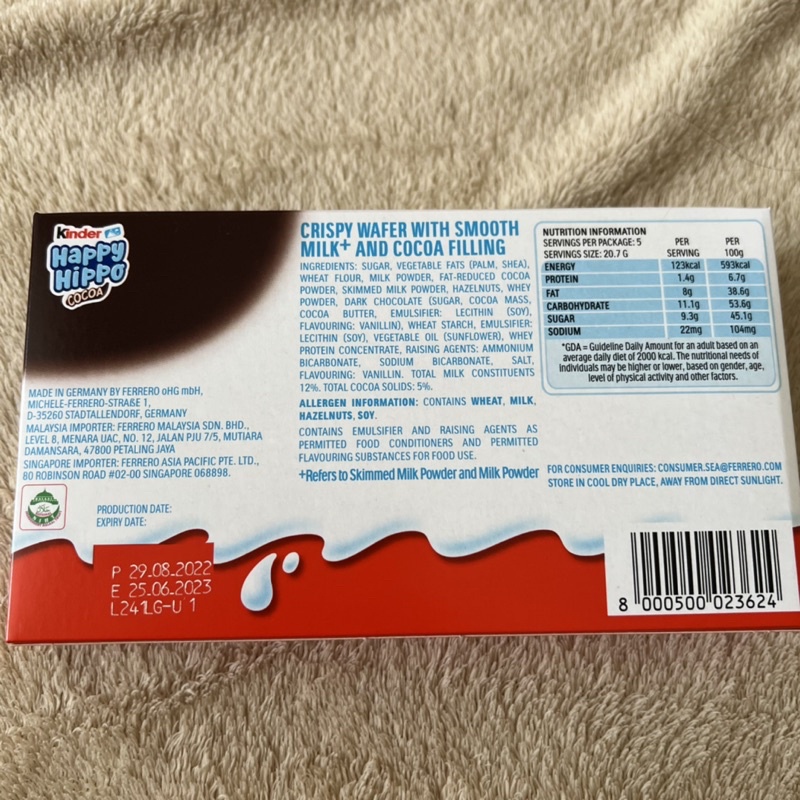 Kinder
Happy
Hippo
COCOA
CRISPY WAFER WITH SMOOTH
MILK+ AND COCOA FILLING
INGREDIENTS: SUGAR, VEGETABLE FATS (PALM, SHEA),
WHEAT FLOUR, MILK POWDER, FAT-REDUCED COCOA
POWDER, SKIMMED MILK POWDER, HAZELNUTS, WHEY
POWDER, DARK CHOCOLATE (SUGAR, COCOA MASS,
COCOA BUTTER, EMULSIFIER: LECITHIN (SOY),
FLAVOURING: VANILLIN), WHEAT STARCH, EMULSIFIER:
LECITHIN (SOY), VEGETABLE OIL (SUNFLOWER), WHEY
PROTEIN CONCENTRATE, RAISING AGENTS: AMMONIUM
BICARBONATE, SODIUM BICARBONATE, SALT,
FLAVOURING: VANILLIN. TOTAL MILK CONSTITUENTS
12%. TOTAL COCOA SOLIDS: 5%.
ALLERGEN INFORMATION: CONTAINS WHEAT, MILK,
HAZELNUTS, SOY.
CONTAINS EMULSIFIER AND RAISING AGENTS AS
PERMITTED FOOD CONDITIONERS AND PERMITTED
FLAVOURING SUBSTANCES FOR FOOD USE.
+Refers to Skimmed Milk Powder and Milk Powder
NUTRITION INFORMATION
SERVINGS PER PACKAGE: 5 PER PER
SERVINGS SIZE: 20.7 G SERVING 100g
ENERGY 123kcal 593kcal
PROTEIN 1.4g 6.7g
FAT 8g 38.6g
CARBOHYDRATE 11.1g 53.6g
SUGAR 9.3g 45.1g
SODIUM 22mg 104mg
*GDA = Guideline Daily Amount for an adult based on an
average daily diet of 2000 kcal. The nutritional needs of
individuals may be higher or lower, based on gender, age,
level of physical activity and other factors.
MADE IN GERMANY BY FERRERO oHG mbH,
MICHELE-FERRERO-STRAßE 1,
D-35260 STADTALLENDORF, GERMANY
MALAYSIA IMPORTER: FERRERO MALAYSIA SDN. BHD.,
LEVEL 8, MENARA UAC, NO. 12, JALAN PJU 7/5, MUTIARA
DAMANSARA, 47800 PETALING JAYA
SINGAPORE IMPORTER: FERRERO ASIA PACIFIC PTE. LTD.,
80 ROBINSON ROAD #02-00 SINGAPORE 068898.
FOR CONSUMER ENQUIRIES: CONSUMER.SEA@FERRERO.COM
STORE IN COOL DRY PLACE, AWAY FROM DIRECT SUNLIGHT.
PRODUCTION DATE:
EXPIRY DATE:
P 29.08.2022
E 25.06.2023
L241LG-U 1
8 000500 023624